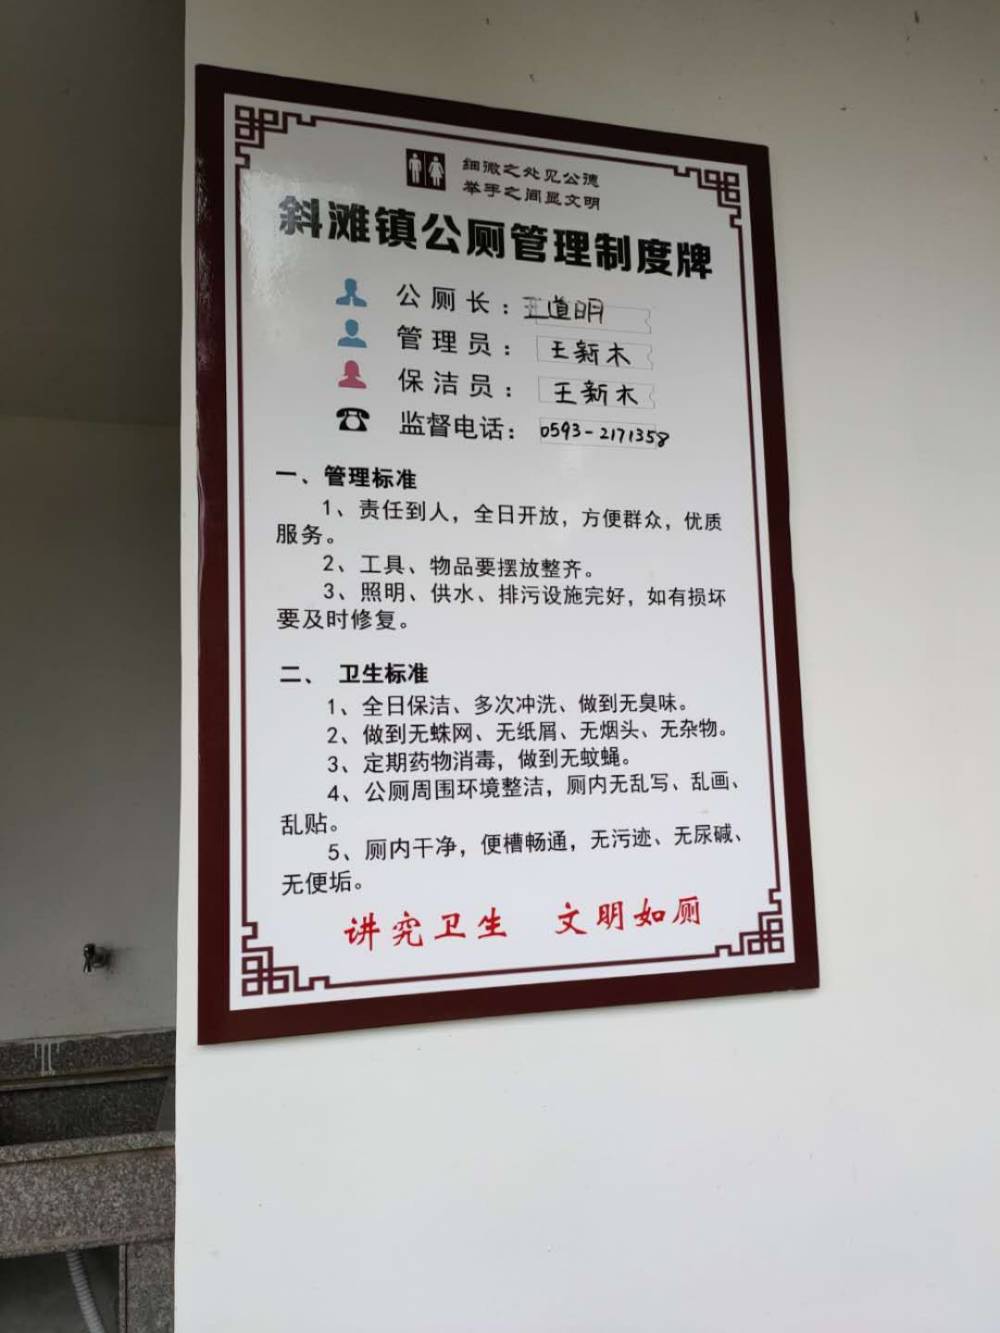 细微之处见公德
举手之间显文明
斜滩镇公厕管理制度牌
公厕长：王道明
管理员：王新木
保洁员：王新木
监督电话：0593-2171358
一、管理标准
1、责任到人，全日开放，方便群众，优质
服务。
2、工具、物品要摆放整齐。
3、照明、供水、排污设施完好，如有损坏
要及时修复。
二、 卫生标准
1、全日保洁、多次冲洗、做到无臭味。
2、做到无蛛网、无纸屑、无烟头、无杂物。
3、定期药物消毒，做到无蚊蝇。
4、公厕周围环境整洁，厕内无乱写、乱画、
乱贴。
5、厕内干净，便槽畅通，无污迹、无尿碱、
无便垢。
讲究卫生 文明如厕